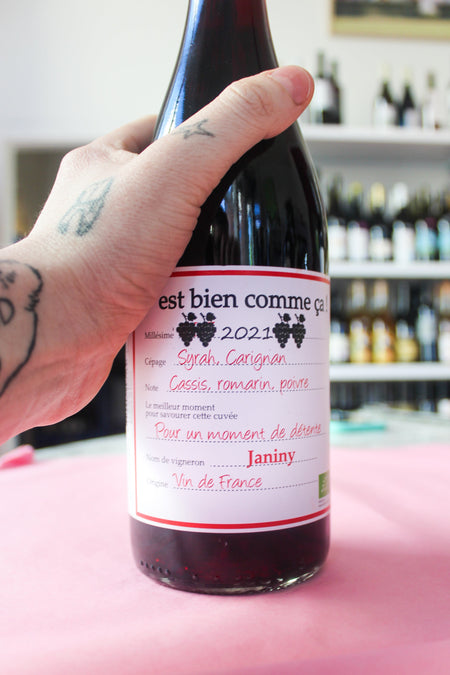 est bien comme ça !
Millésime 2021
Cépage Syrah, Carignan
Note Cassis, romarin, poivre
Le meilleur moment
pour savourer cette cuvée
Pour un moment de détente
Nom de vigneron Janiny
Origine Vin de France